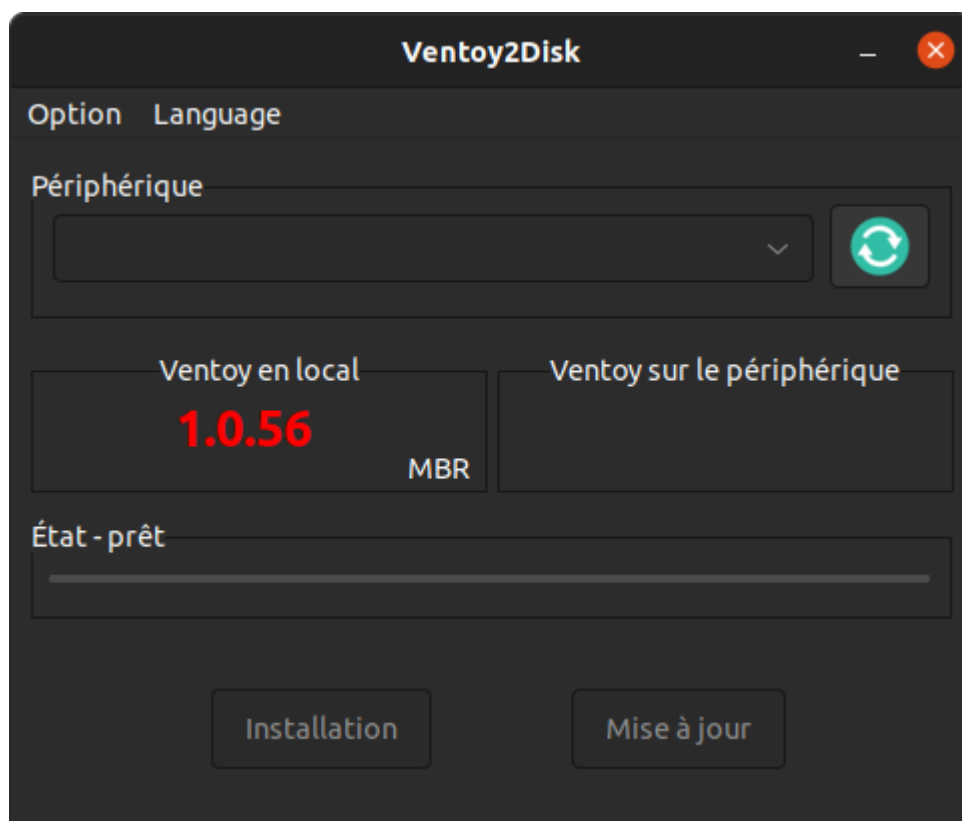 Ventoy2Disk
Option Language
Périphérique
Ventoy en local
1.0.56
MBR
Ventoy sur le périphérique
État - prêt
Installation
Mise à jour